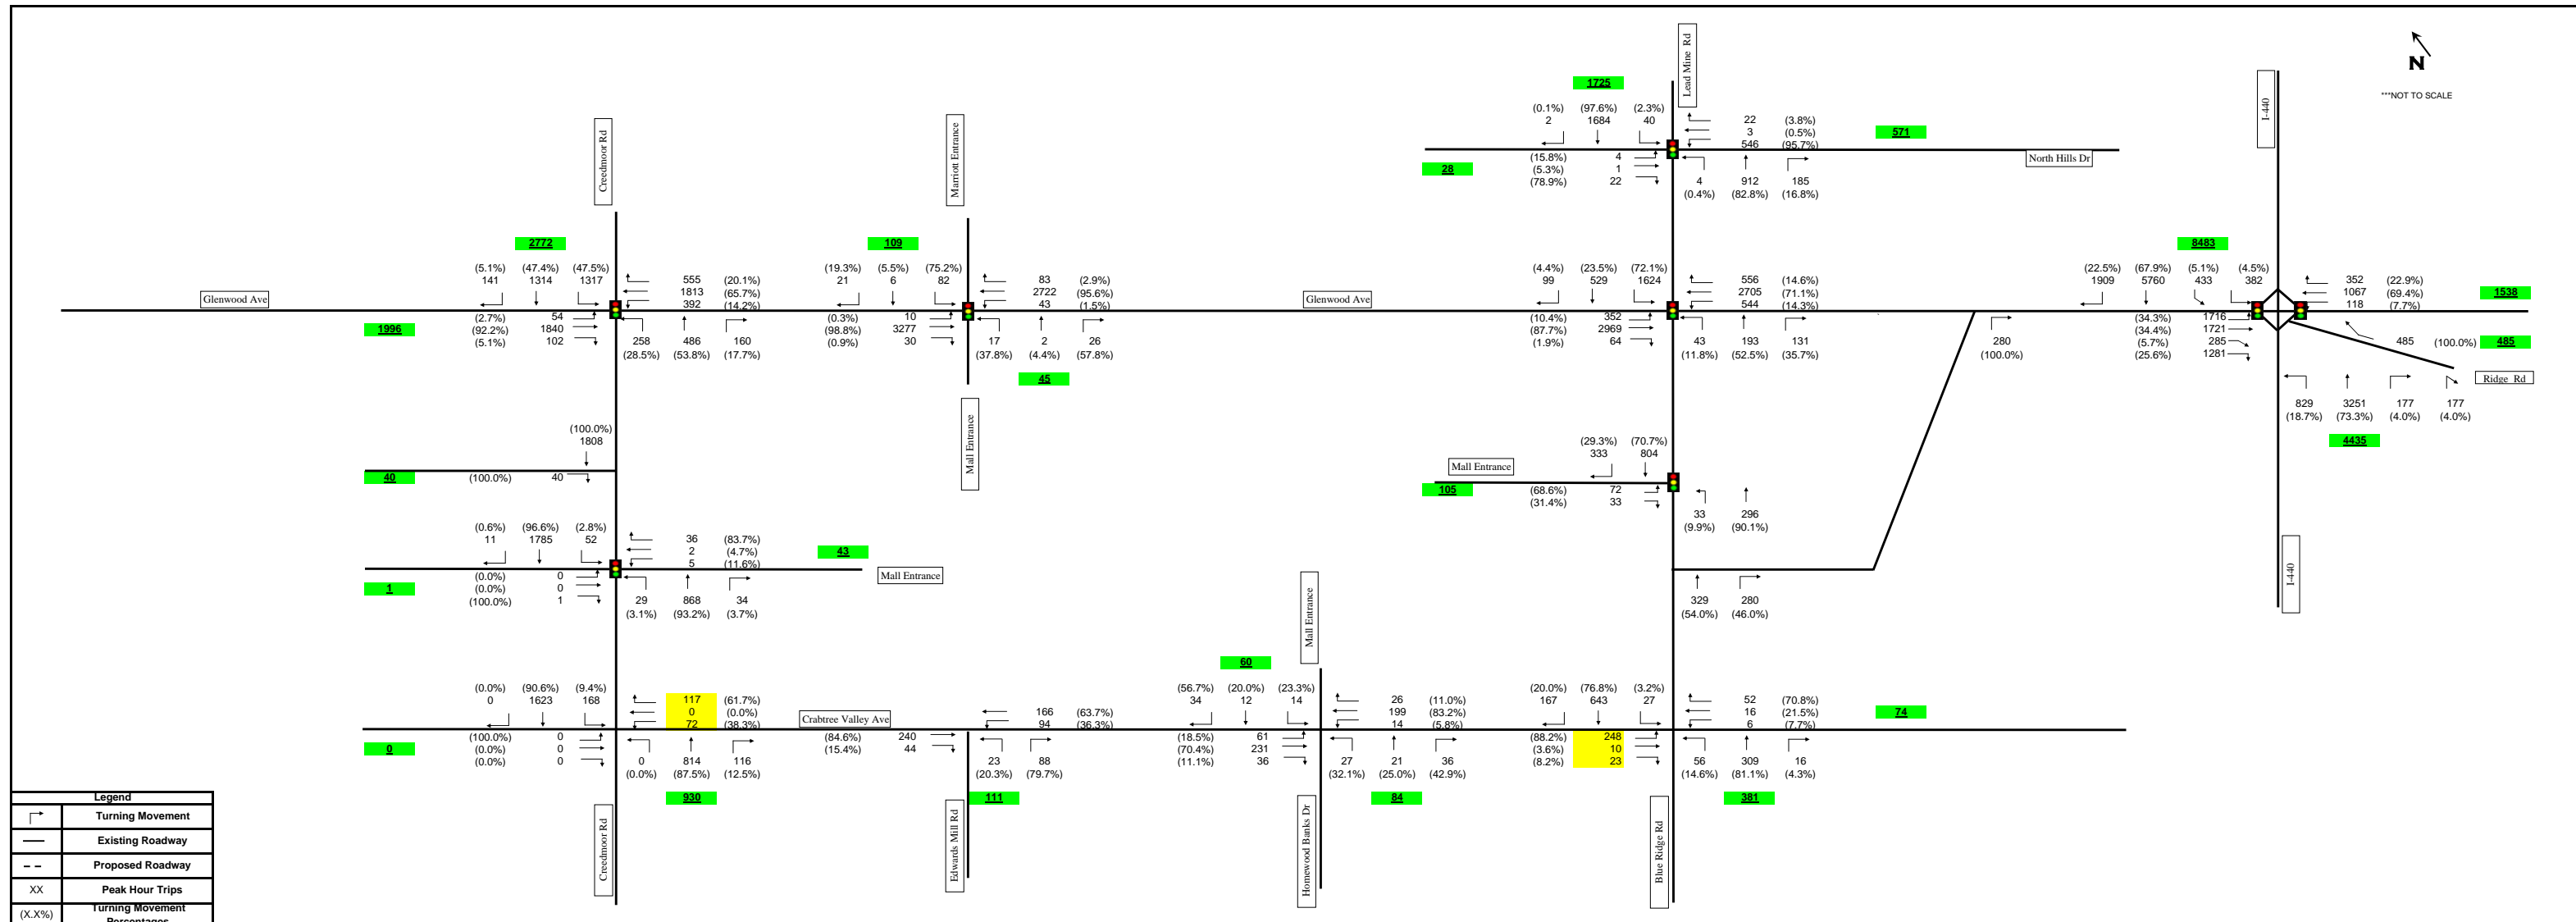 N
***NOT TO SCALE
Lead Mine Rd
I-440
1725
(0.1%) (97.6%) (2.3%)
2 1684 40
22 (3.8%)
3 (0.5%)
546 (95.7%)
571
North Hills Dr
28
(15.8%) 4
(5.3%) 1
(78.9%) 22
4 912 185
(0.4%) (82.8%) (16.8%)
Creedmoor Rd
Marriott Entrance
2772
(5.1%) (47.4%) (47.5%)
141 1314 1317
555 (20.1%)
1813 (65.7%)
392 (14.2%)
Glenwood Ave
1996
(2.7%) 54
(92.2%) 1840
(5.1%) 102
258 486 160
(28.5%) (53.8%) (17.7%)
109
(19.3%) (5.5%) (75.2%)
21 6 82
83 (2.9%)
2722 (95.6%)
43 (1.5%)
(0.3%) 10
(98.8%) 3277
(0.9%) 30
17 2 26
(37.8%) (4.4%) (57.8%)
45
Mall Entrance
Glenwood Ave
(4.4%) (23.5%) (72.1%)
99 529 1624
556 (14.6%)
2705 (71.1%)
544 (14.3%)
(10.4%) 352
(87.7%) 2969
(1.9%) 64
43 193 131
(11.8%) (52.5%) (35.7%)
280
(100.0%)
8483
(22.5%) (67.9%) (5.1%) (4.5%)
1909 5760 433 382
352 (22.9%)
1067 (69.4%)
118 (7.7%)
1538
(34.3%) 1716
(34.4%) 1721
(5.7%) 285
(25.6%) 1281
485 (100.0%)
485
Ridge Rd
829 3251 177 177
(18.7%) (73.3%) (4.0%) (4.0%)
4435
I-440
(100.0%)
1808
40
(100.0%) 40
Mall Entrance
(29.3%) (70.7%)
333 804
105
(68.6%) 72
(31.4%) 33
33 296
(9.9%) (90.1%)
(0.6%) (96.6%) (2.8%)
11 1785 52
36 (83.7%)
2 (4.7%)
5 (11.6%)
43
Mall Entrance
1
(0.0%) 0
(0.0%) 0
(100.0%) 1
29 868 34
(3.1%) (93.2%) (3.7%)
329 280
(54.0%) (46.0%)
(0.0%) (90.6%) (9.4%)
0 1623 168
117 (61.7%)
0 (0.0%)
72 (38.3%)
0
(100.0%) 0
(0.0%) 0
(0.0%) 0
0 814 116
(0.0%) (87.5%) (12.5%)
930
Creedmoor Rd
Crabtree Valley Ave
166 (63.7%)
94 (36.3%)
(84.6%) 240
(15.4%) 44
23 88
(20.3%) (79.7%)
111
Edwards Mill Rd
Mall Entrance
60
(56.7%) (20.0%) (23.3%)
34 12 14
26 (11.0%)
199 (83.2%)
14 (5.8%)
(18.5%) 61
(70.4%) 231
(11.1%) 36
27 21 36
(32.1%) (25.0%) (42.9%)
84
Homewood Banks Dr
(20.0%) (76.8%) (3.2%)
167 643 27
52 (70.8%)
16 (21.5%)
6 (7.7%)
74
(88.2%) 248
(3.6%) 10
(8.2%) 23
56 309 16
(14.6%) (81.1%) (4.3%)
381
Blue Ridge Rd
Legend
Turning Movement
Existing Roadway
Proposed Roadway
XX Peak Hour Trips
(X.X%) Turning Movement
Percentages